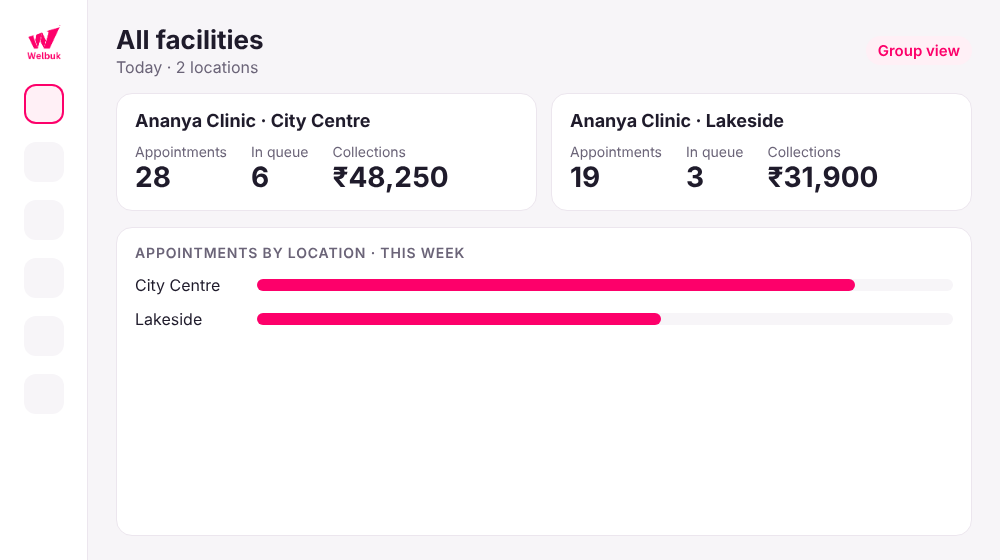 Welbuk
All facilities
Today · 2 locations
Group view
Ananya Clinic · City Centre
Appointments In queue Collections
28 6 ₹48,250
Ananya Clinic · Lakeside
Appointments In queue Collections
19 3 ₹31,900
APPOINTMENTS BY LOCATION · THIS WEEK
City Centre
Lakeside